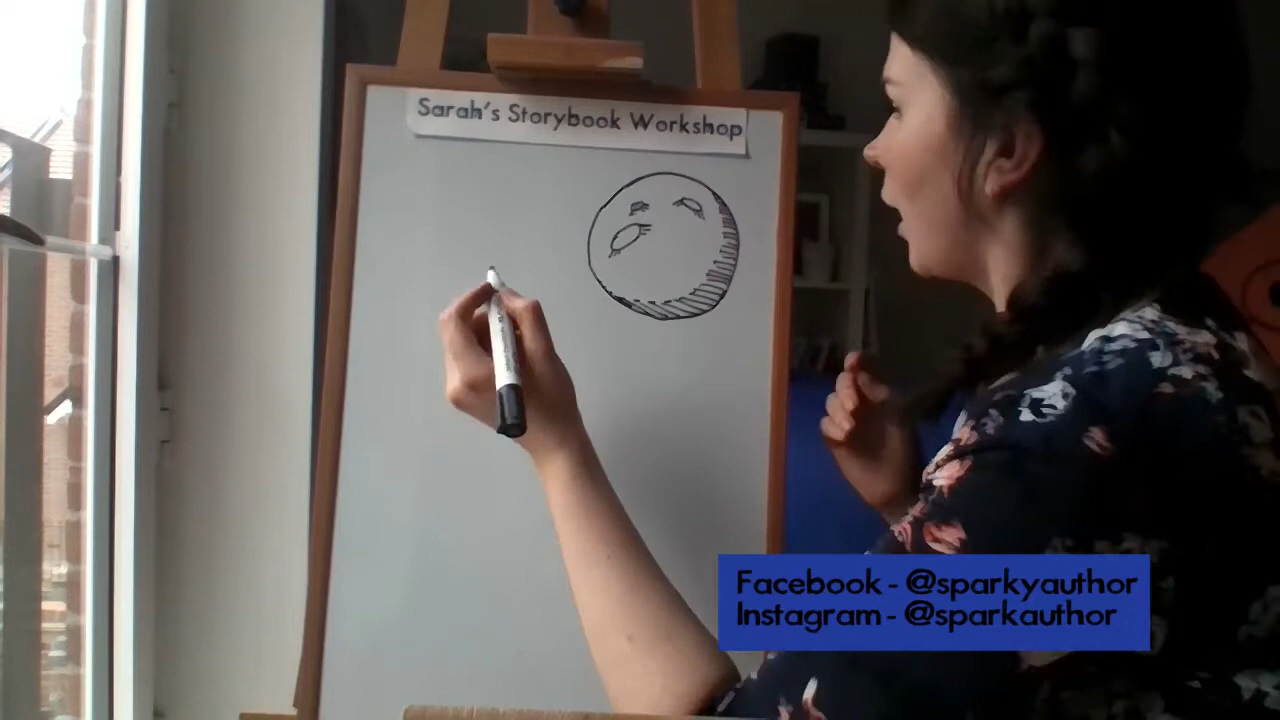 Sarah's Storybook Workshop
Facebook - @sparkyauthor
Instagram - @sparkauthor